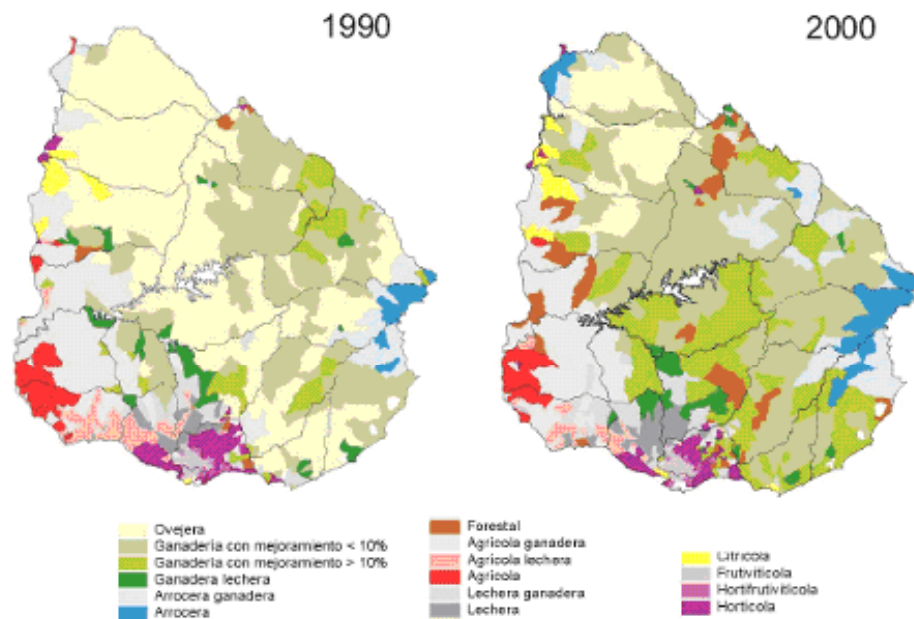 1990
2000
Ovejera
Ganadería con mejoramiento < 10%
Ganadería con mejoramiento > 10%
Ganadera lechera
Arrocera ganadera
Arrocera
Forestal
Agrícola ganadera
Agrícola lechera
Agrícola
Lechera ganadera
Lechera
Citrícola
Frutivitícola
Hortifrutivitícola
Hortícola